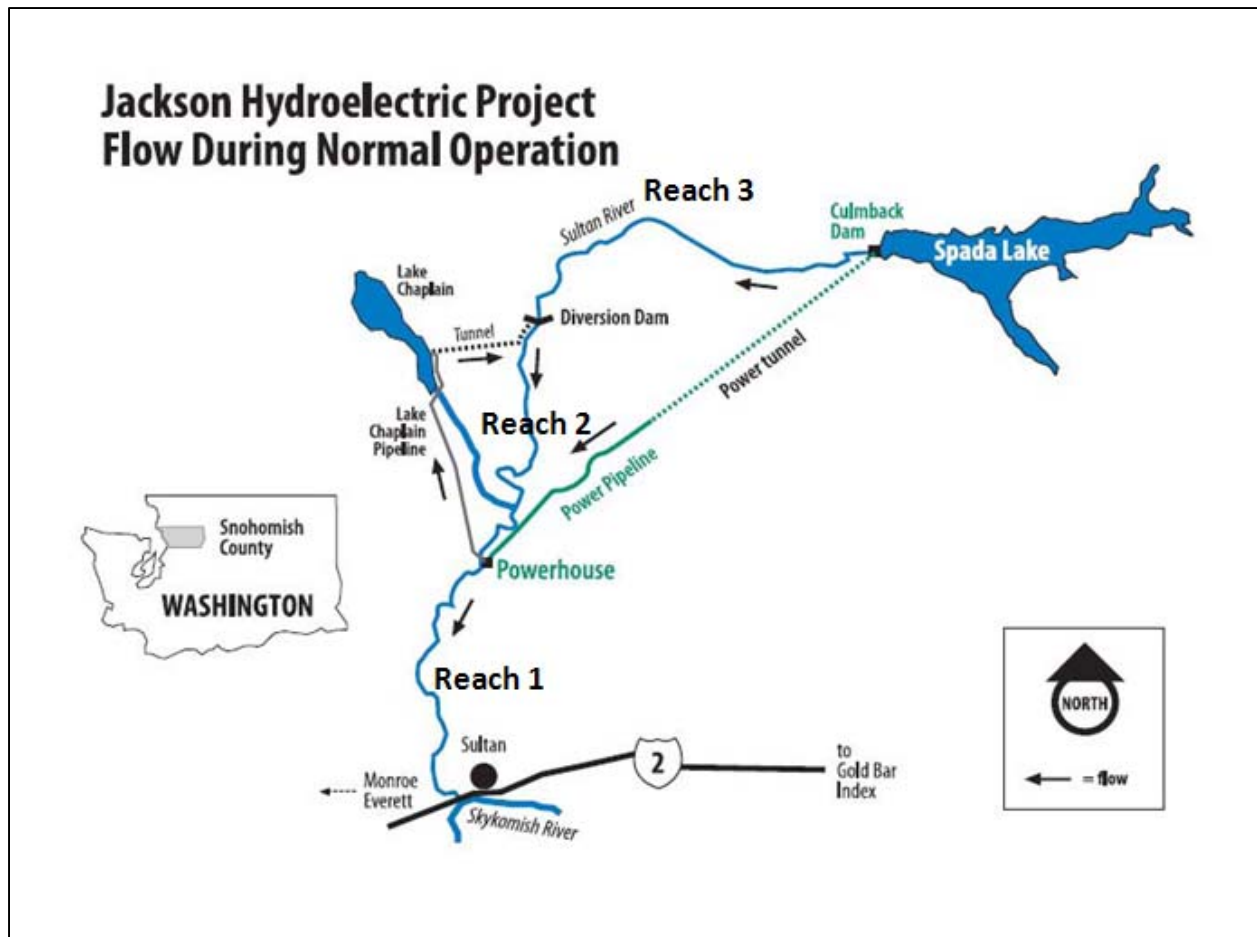 Jackson Hydroelectric Project
Flow During Normal Operation
Reach 3
Sultan River
Culmback
Dam
Spada Lake
Lake
Chaplain
Tunnel
Diversion Dam
Power tunnel
Reach 2
Lake
Chaplain
Pipeline
Power Pipeline
Snohomish
County
WASHINGTON
Powerhouse
Reach 1
Sultan
2
to
Gold Bar
Index
Monroe
Everett
Skykomish River
NORTH
= flow